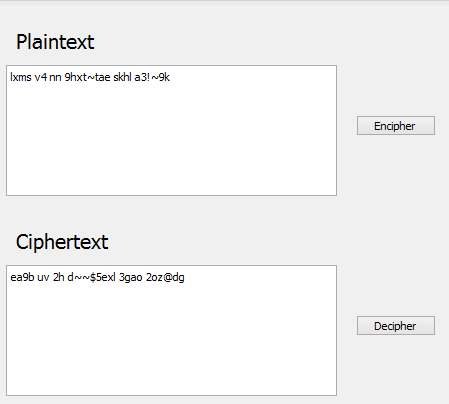 Plaintext
lxms v4 nn 9hxt~tae skhl a3!~9k
Encipher
Ciphertext
ea9b uv 2h d~~$5exl 3gao 2oz@dg
Decipher